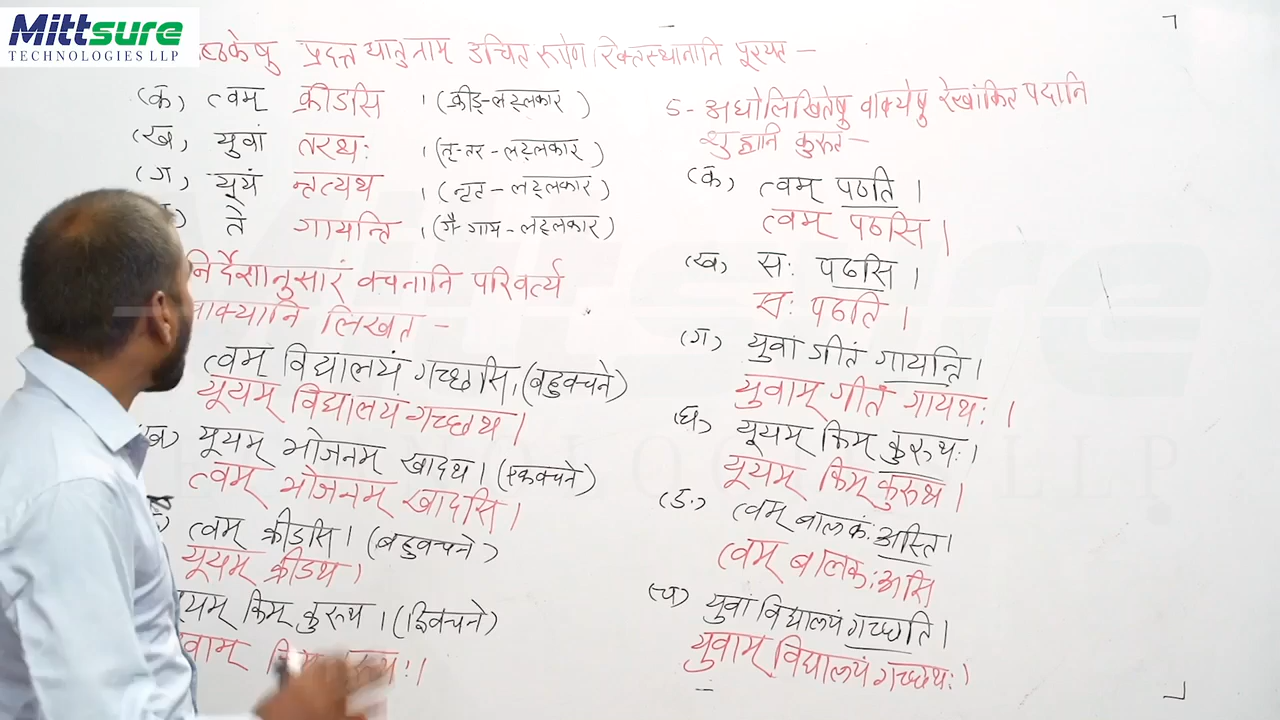 Mittsure
TECHNOLOGIES LLP
प्रदत्त धातुनाम् उचित रूपेण रिक्तस्थानानि पूरयत -
(क) त्वम् क्रीडसि । (क्रीड्-लट्लकार)
(ख) युवां तरथः । (तृ-तर-लट्लकार)
(ग) यूयं नृत्यथ । (नृत-लट्लकार)
ते गायन्ति । (गै-गाय-लट्लकार)
निर्देशानुसारं वचनानि परिवर्त्य
वाक्यानि लिखत -
त्वम् विद्यालयं गच्छसि । (बहुवचने)
यूयम् विद्यालयं गच्छथ ।
(ख) यूयम् भोजनम् खादथ । (एकवचने)
त्वम् भोजनम् खादसि ।
त्वम् क्रीडसि । (बहुवचने)
यूयम् क्रीडथ ।
यूयम् किम् कुरुथ । (द्विवचने)
5- अधोलिखितेषु वाक्येषु रेखांकित पदानि
शुद्धानि कुरुत -
(क) त्वम् पठति ।
त्वम् पठसि ।
(ख) सः पठसि ।
सः पठति ।
(ग) युवां गीतं गायन्ति ।
युवाम् गीतं गायथः ।
(घ) यूयम् किम् कुरुथः ।
यूयम् किम् कुरुथ ।
(ङ) त्वम् बालकः अस्ति ।
त्वम् बालकः असि
(च) युवां विद्यालयं गच्छति ।
युवाम् विद्यालयं गच्छथः ।